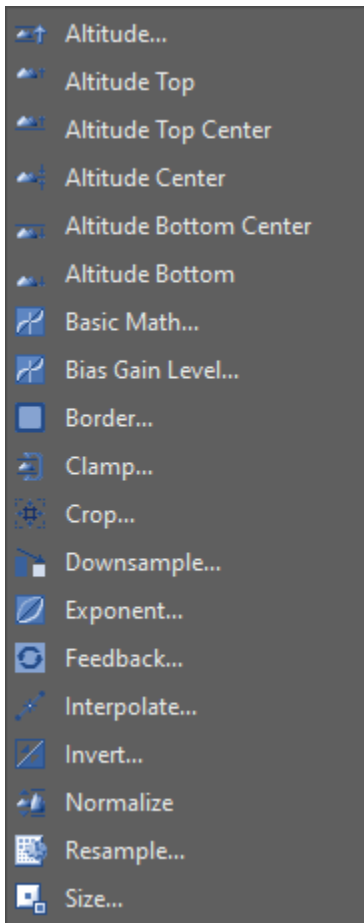 Altitude...
Altitude Top
Altitude Top Center
Altitude Center
Altitude Bottom Center
Altitude Bottom
Basic Math...
Bias Gain Level...
Border...
Clamp...
Crop...
Downsample...
Exponent...
Feedback...
Interpolate...
Invert...
Normalize
Resample...
Size...